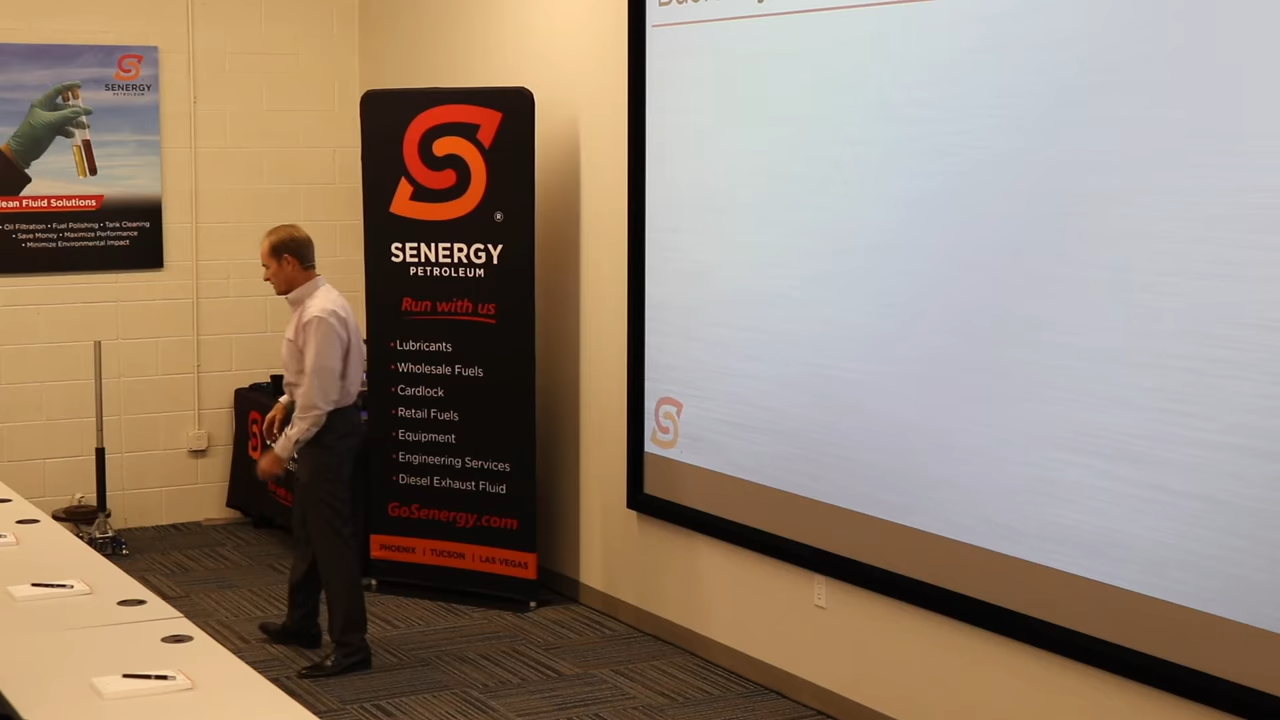 SENERGY
PETROLEUM
lean Fluid Solutions
• Oil Filtration • Fuel Polishing • Tank Cleaning
• Save Money • Maximize Performance
• Minimize Environmental Impact
®
SENERGY
PETROLEUM
Run with us
• Lubricants
• Wholesale Fuels
• Cardlock
• Retail Fuels
• Equipment
• Engineering Services
• Diesel Exhaust Fluid
GoSenergy.com
PHOENIX | TUCSON | LAS VEGAS